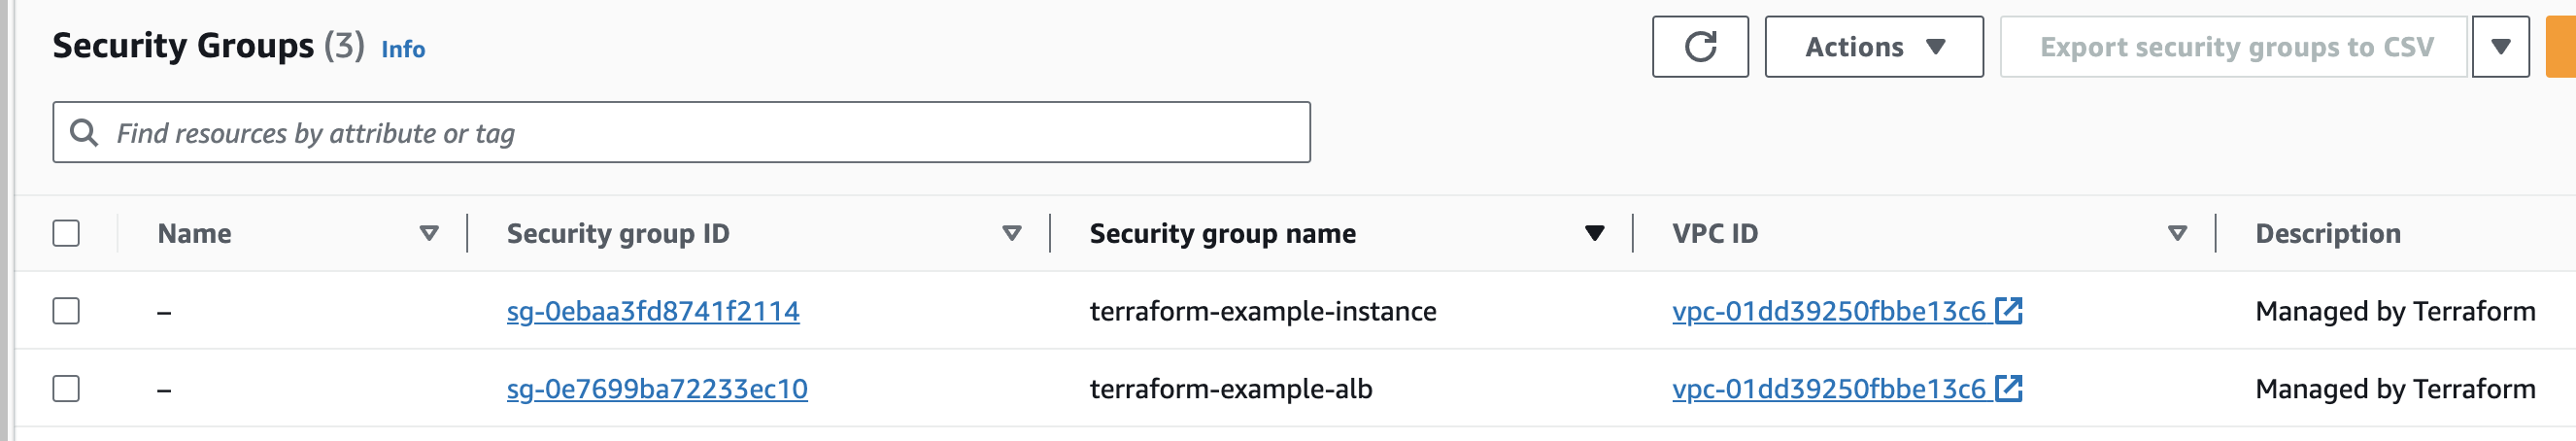 Security Groups (3) Info
Actions
Export security groups to CSV
Find resources by attribute or tag
Name Security group ID Security group name VPC ID Description
– sg-0ebaa3fd8741f2114 terraform-example-instance vpc-01dd39250fbbe13c6 Managed by Terraform
– sg-0e7699ba72233ec10 terraform-example-alb vpc-01dd39250fbbe13c6 Managed by Terraform